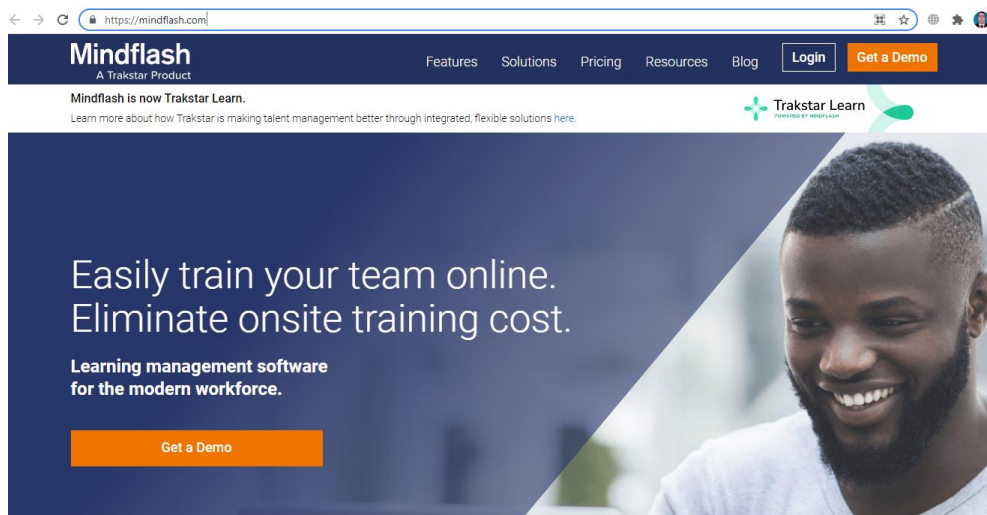 https://mindflash.com
Mindflash
A Trakstar Product
Features Solutions Pricing Resources Blog Login Get a Demo
Mindflash is now Trakstar Learn.
Learn more about how Trakstar is making talent management better through integrated, flexible solutions here.
Trakstar Learn
POWERED BY MINDFLASH
Easily train your team online.
Eliminate onsite training cost.
Learning management software
for the modern workforce.
Get a Demo